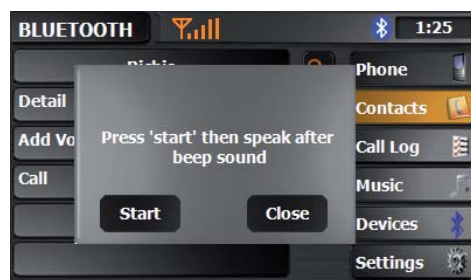 BLUETOOTH 1:25
Phone
Detail
Contacts
Add Vo
Press 'start' then speak after
beep sound
Call Log
Call
Music
Start Close
Devices
Settings